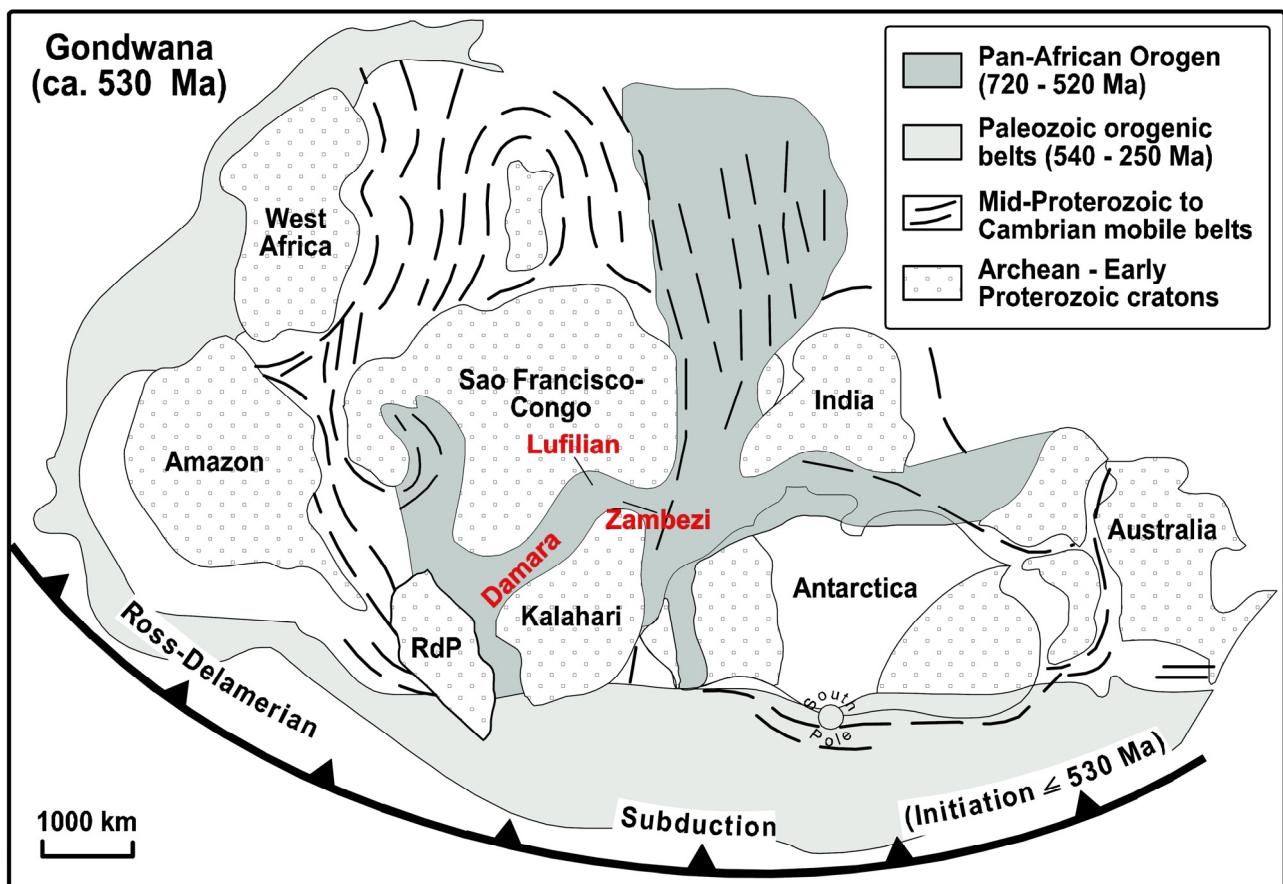 Gondwana
(ca. 530 Ma)
Pan-African Orogen
(720 - 520 Ma)
Paleozoic orogenic
belts (540 - 250 Ma)
Mid-Proterozoic to
Cambrian mobile belts
Archean - Early
Proterozoic cratons
West
Africa
Sao Francisco-
Congo
Lufilian
India
Amazon
Zambezi
Damara
Australia
Antarctica
Kalahari
RdP
South
Pole
Ross-Delamerian
Subduction
(Initiation ≤ 530 Ma)
1000 km